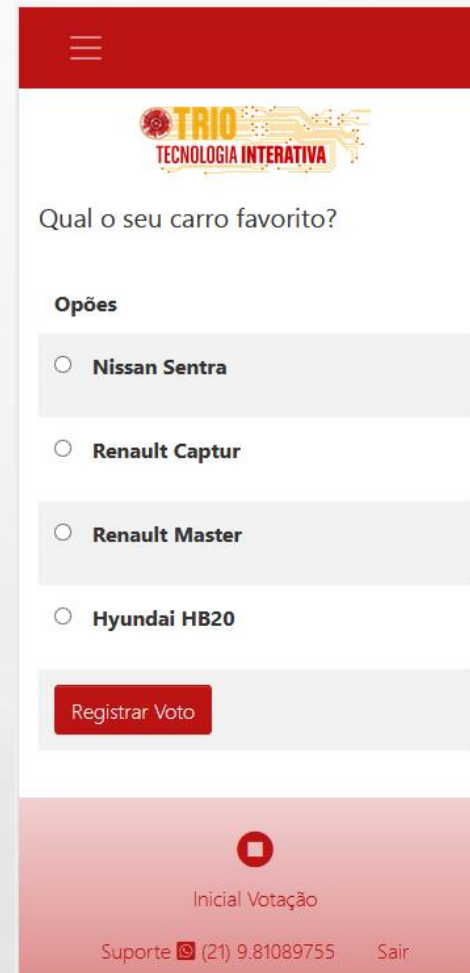 TRIO
TECNOLOGIA INTERATIVA
Qual o seu carro favorito?
Opões
Nissan Sentra
Renault Captur
Renault Master
Hyundai HB20
Registrar Voto
Inicial Votação
Suporte (21) 9.81089755 Sair